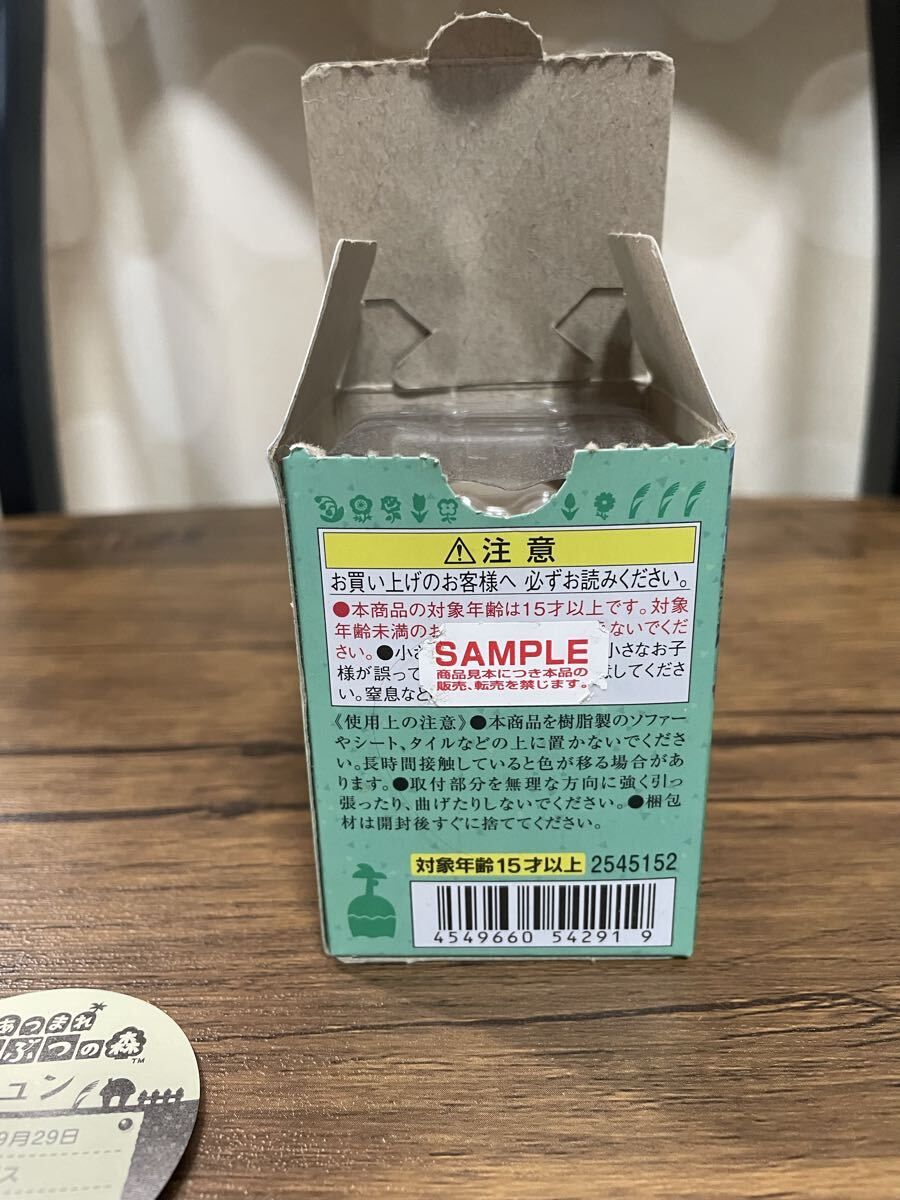 ⚠注意
お買い上げのお客様へ 必ずお読みください。
●本商品の対象年齢は15才以上です。対象
年齢未満のお
ないでくだ
さい。●小さ
小さなお子
様が誤って
してくださ
い。窒息など
SAMPLE
商品見本につき本品の
販売、転売を禁じます。
《使用上の注意》●本商品を樹脂製のソファー
やシート、タイルなどの上に置かないでくださ
い。長時間接触していると色が移る場合があ
ります。●取付部分を無理な方向に強く引っ
張ったり、曲げたりしないでください。●梱包
材は開封後すぐに捨ててください。
対象年齢15才以上 2545152
4549660 54291 9
あつまれ
ぶつの森™
ュン
9月29日
ス